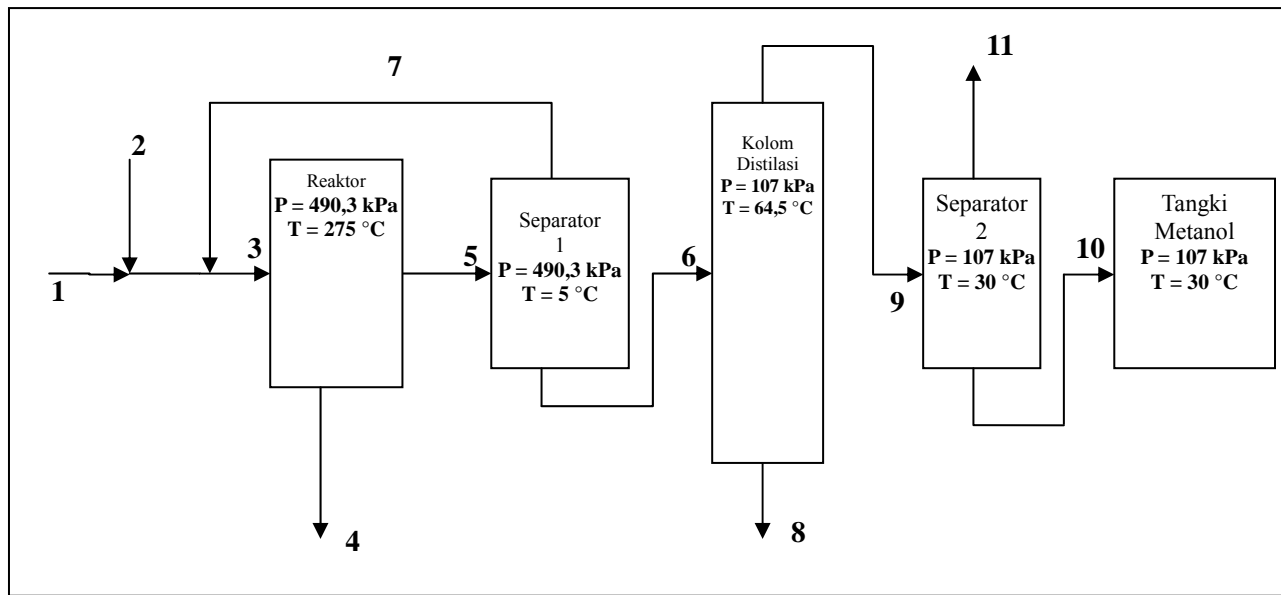 11
7
2
Reaktor
P = 490,3 kPa
T = 275 °C
Kolom
Distilasi
P = 107 kPa
T = 64,5 °C
Separator
1
P = 490,3 kPa
T = 5 °C
Separator
2
P = 107 kPa
T = 30 °C
Tangki
Metanol
P = 107 kPa
T = 30 °C
1
3
5
6
9
10
4
8